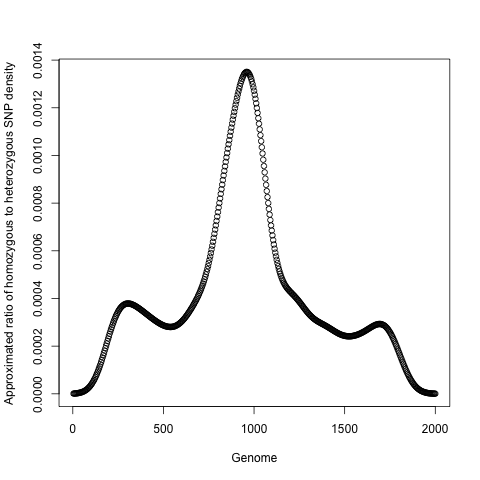 Approximated ratio of homozygous to heterozygous SNP density
0.0014
0.0012
0.0010
0.0008
0.0006
0.0004
0.0002
0.0000
0 500 1000 1500 2000
Genome